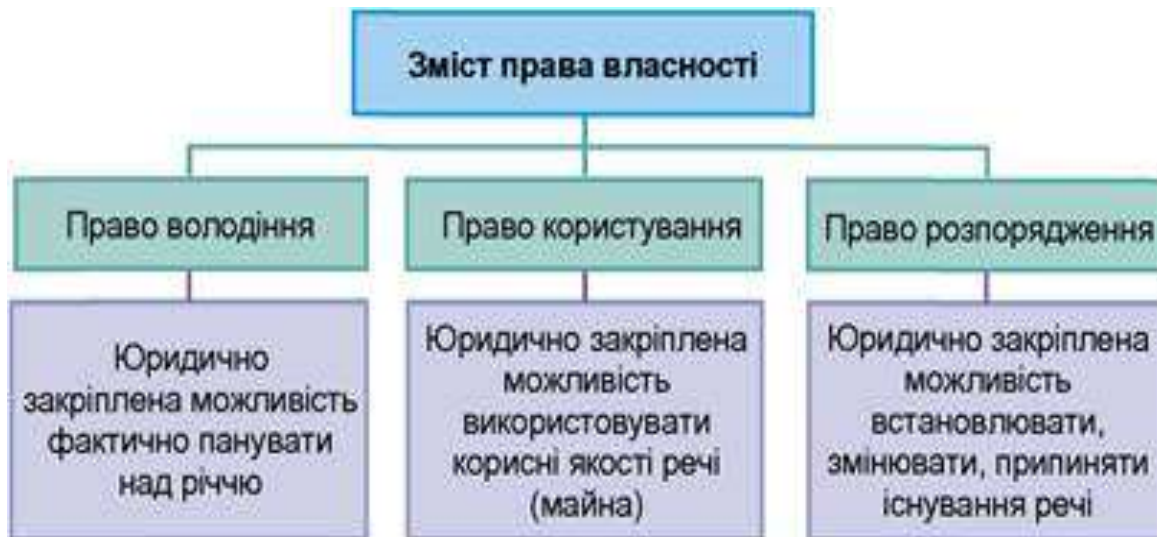 Зміст права власності
Право володіння
Право користування
Право розпорядження
Юридично
закріплена можливість
фактично панувати
над річчю
Юридично закріплена
можливість
використовувати
корисні якості речі
(майна)
Юридично закріплена
можливість
встановлювати,
змінювати, припиняти
існування речі